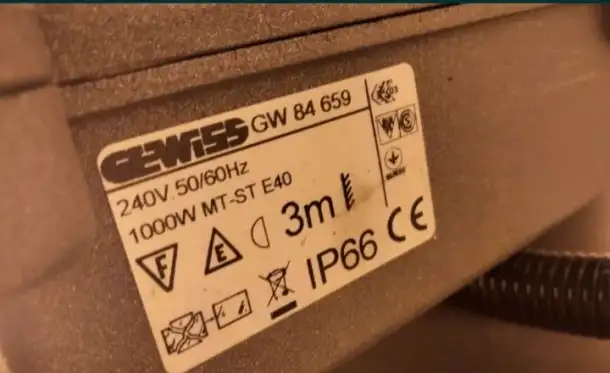 GEWISS GW 84 659
240V 50/60Hz
1000W MT-ST E40
F E 3m
IP66 CE